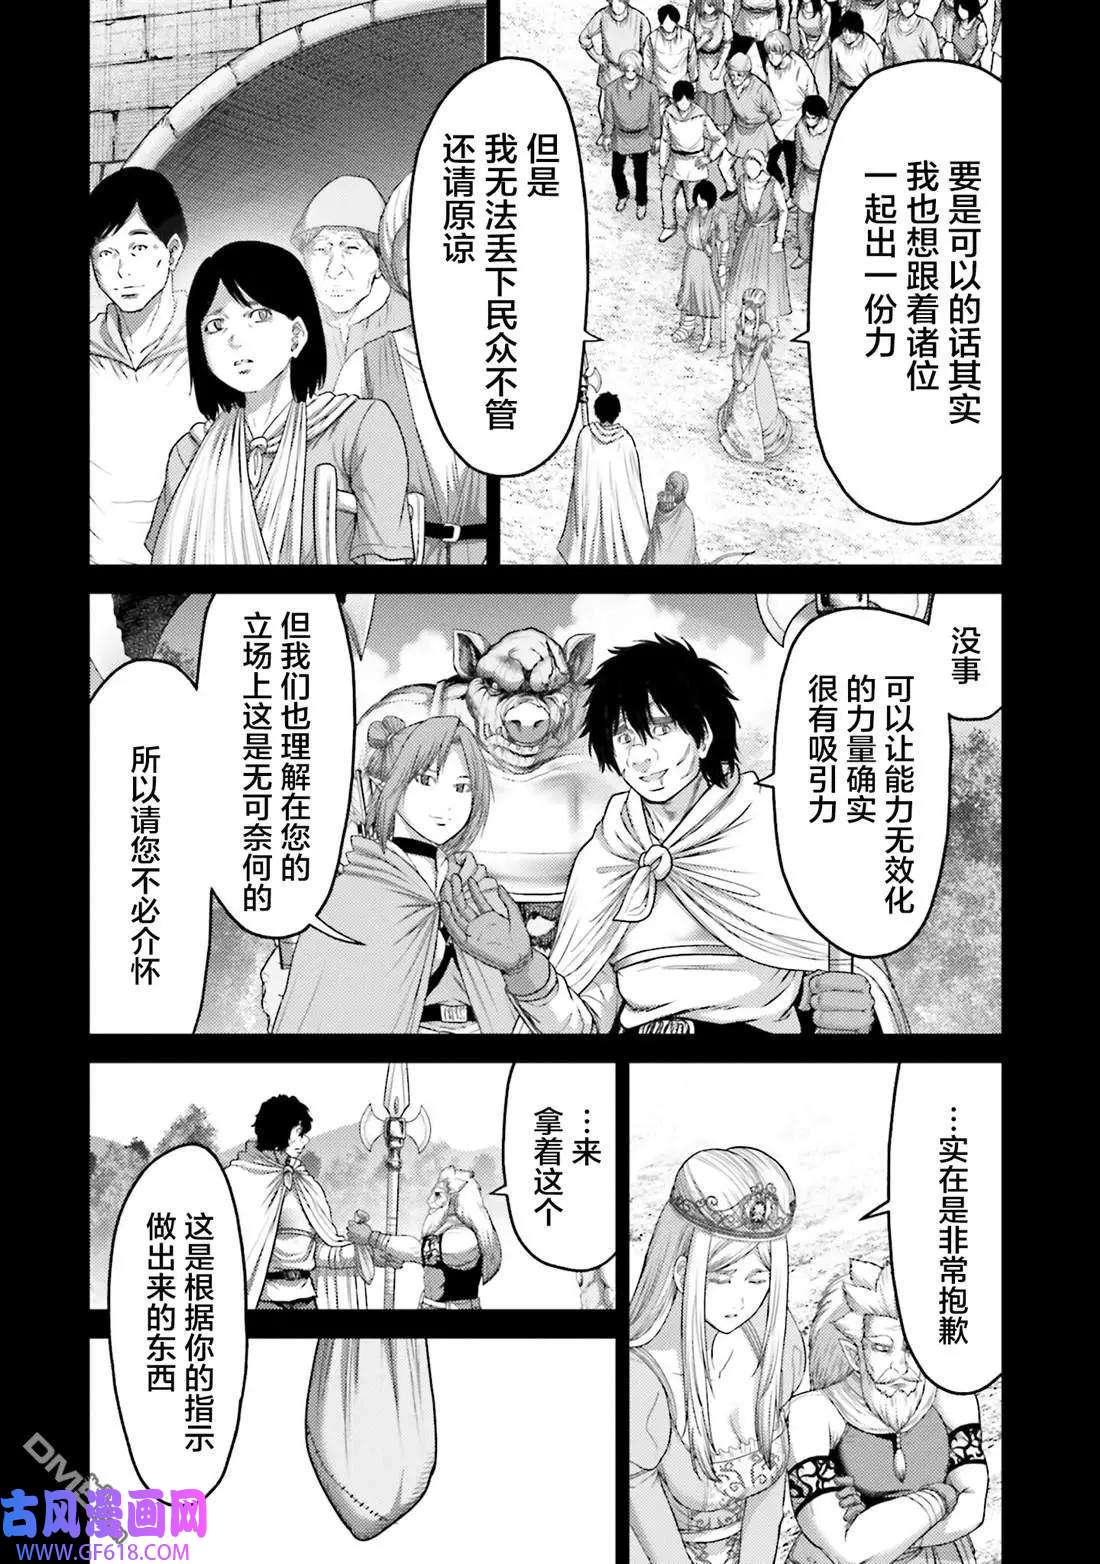 要是可以的话其实
我也想跟着诸位
一起出一份力
但是
我无法丢下民众不管
还请原谅
没事
可以让能力无效化
的力量确实
很有吸引力
但我们也理解在您的
立场上这是无可奈何的
所以请您不必介怀
…实在是非常抱歉
…来
拿着这个
这是根据你的指示
做出来的东西
古风漫画网
WWW.GF618.COM